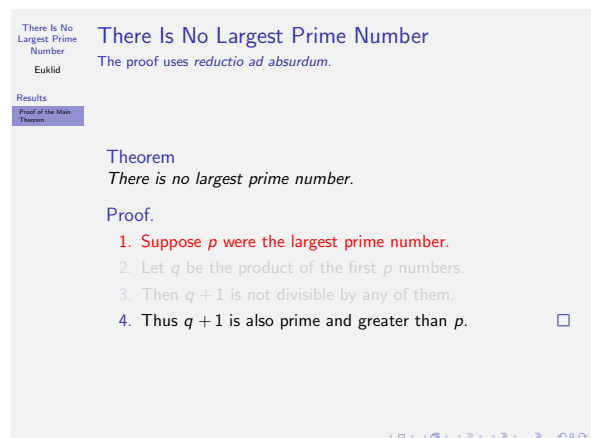 There Is No
Largest Prime
Number
Euklid
Results
Proof of the Main
Theorem
There Is No Largest Prime Number
The proof uses reductio ad absurdum.
Theorem
There is no largest prime number.
Proof.
1. Suppose p were the largest prime number.
2. Let q be the product of the first p numbers.
3. Then q + 1 is not divisible by any of them.
4. Thus q + 1 is also prime and greater than p. □